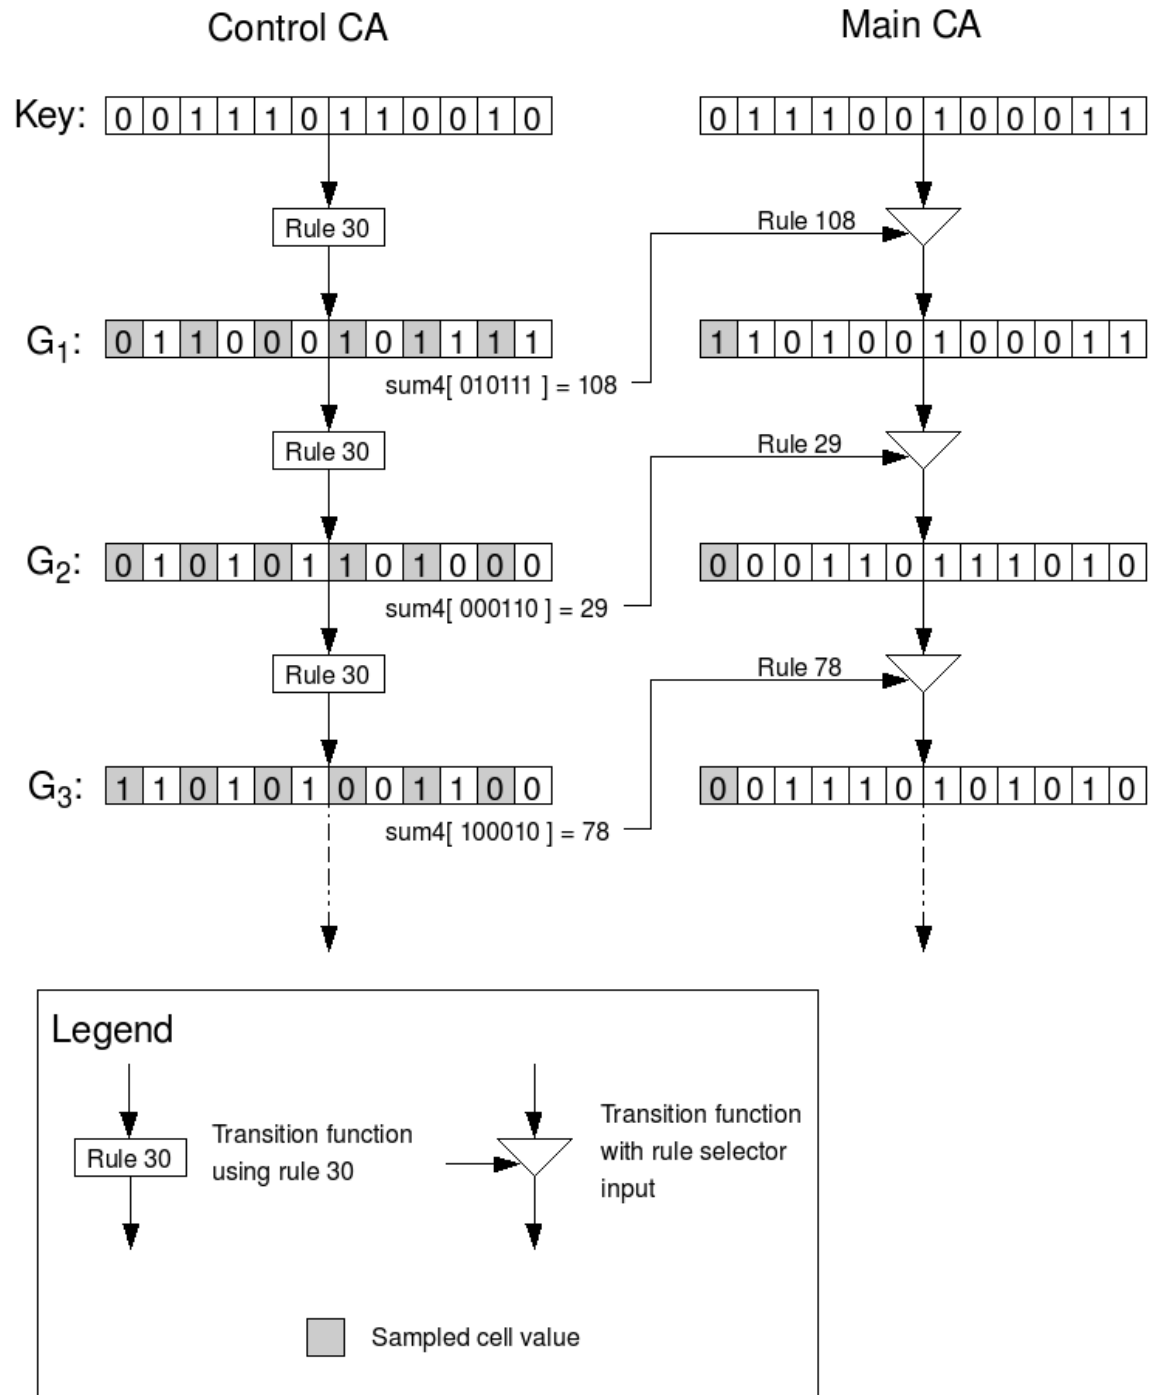 Control CA
Main CA
Key: 0 0 1 1 1 0 1 1 0 0 1 0
0 1 1 1 0 0 1 0 0 0 1 1
Rule 30
Rule 108
G1: 0 1 1 0 0 0 1 0 1 1 1 1
1 1 0 1 0 0 1 0 0 0 1 1
sum4[ 010111 ] = 108
Rule 30
Rule 29
G2: 0 1 0 1 0 1 1 0 1 0 0 0
0 0 0 1 1 0 1 1 1 0 1 0
sum4[ 000110 ] = 29
Rule 30
Rule 78
G3: 1 1 0 1 0 1 0 0 1 1 0 0
0 0 1 1 1 0 1 0 1 0 1 0
sum4[ 100010 ] = 78
Legend
Rule 30
Transition function
using rule 30
Transition function
with rule selector
input
Sampled cell value